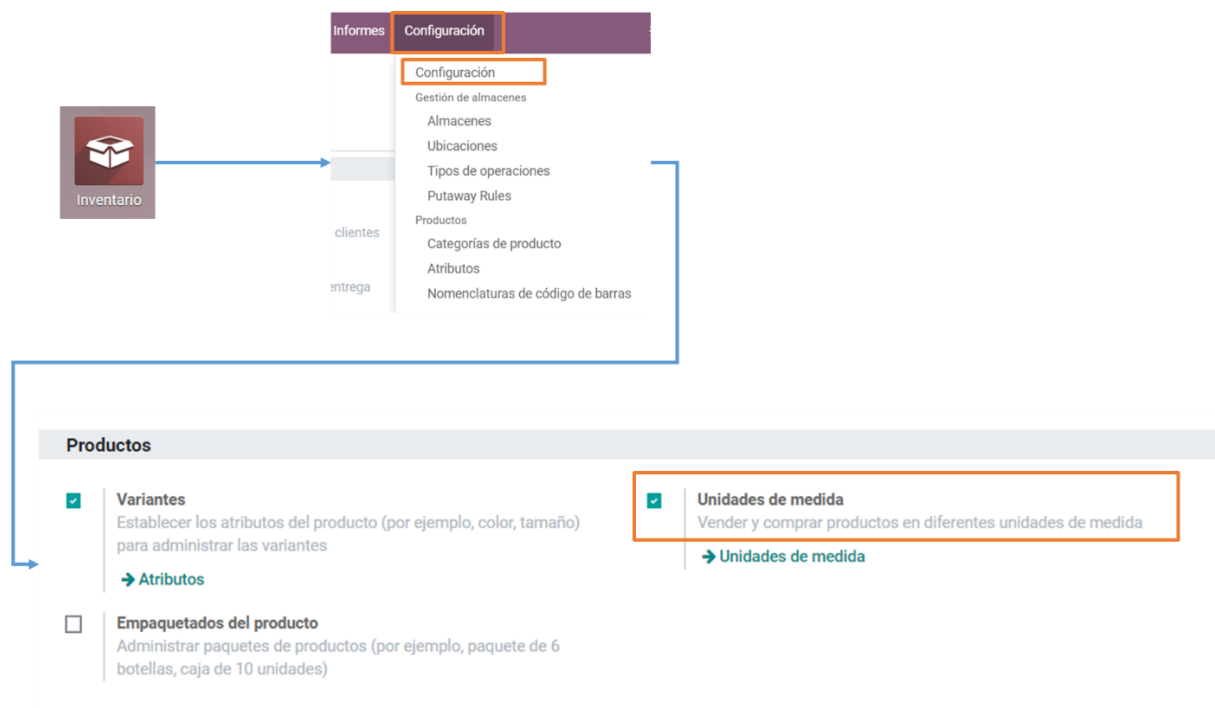 Informes Configuración
Configuración
Gestión de almacenes
Almacenes
Ubicaciones
Tipos de operaciones
Putaway Rules
Productos
Categorías de producto
Atributos
Nomenclaturas de código de barras
clientes
entrega
Inventario
Productos
Variantes
Establecer los atributos del producto (por ejemplo, color, tamaño)
para administrar las variantes
Atributos
Unidades de medida
Vender y comprar productos en diferentes unidades de medida
Unidades de medida
Empaquetados del producto
Administrar paquetes de productos (por ejemplo, paquete de 6
botellas, caja de 10 unidades)